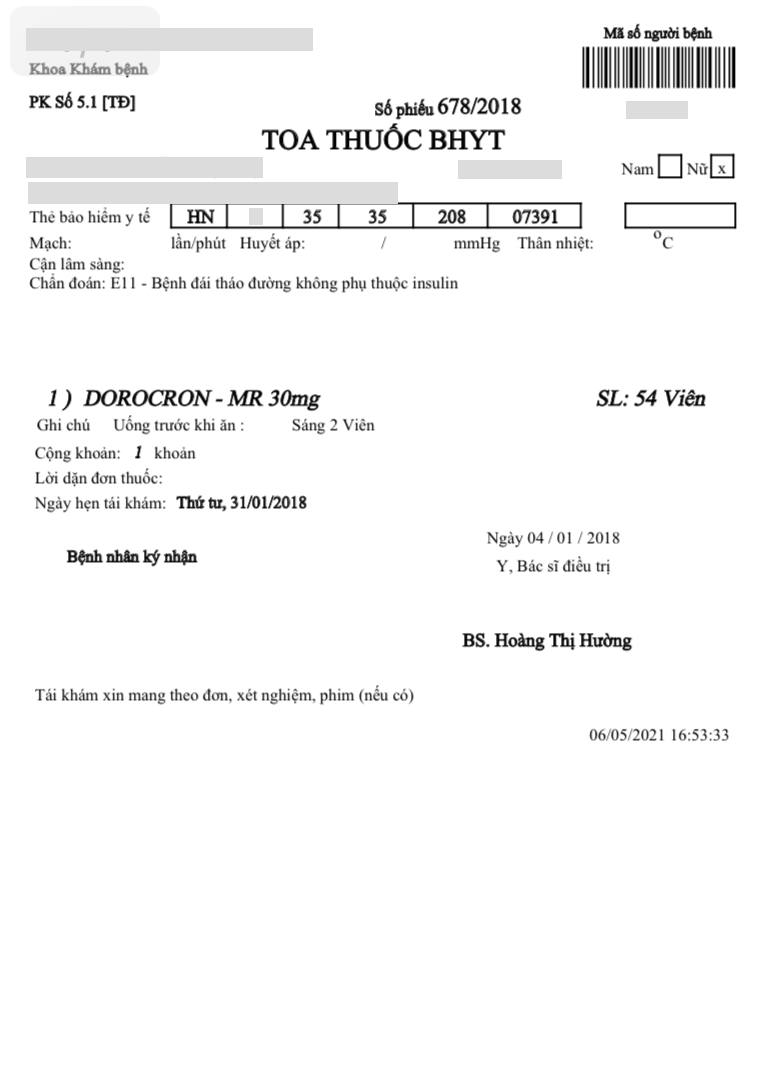 Mã số người bệnh
Khoa Khám bệnh
PK Số 5.1 [TĐ]
Số phiếu 678/2018
TOA THUỐC BHYT
Nam Nữ x
Thẻ bảo hiểm y tế HN 35 35 208 07391
Mạch: lần/phút Huyết áp: / mmHg Thân nhiệt: °C
Cận lâm sàng:
Chẩn đoán: E11 - Bệnh đái tháo đường không phụ thuộc insulin
1 ) DOROCRON - MR 30mg SL: 54 Viên
Ghi chú Uống trước khi ăn : Sáng 2 Viên
Cộng khoản: 1 khoản
Lời dặn đơn thuốc:
Ngày hẹn tái khám: Thứ tư, 31/01/2018
Ngày 04 / 01 / 2018
Bệnh nhân ký nhận
Y, Bác sĩ điều trị
BS. Hoàng Thị Hường
Tái khám xin mang theo đơn, xét nghiệm, phim (nếu có)
06/05/2021 16:53:33